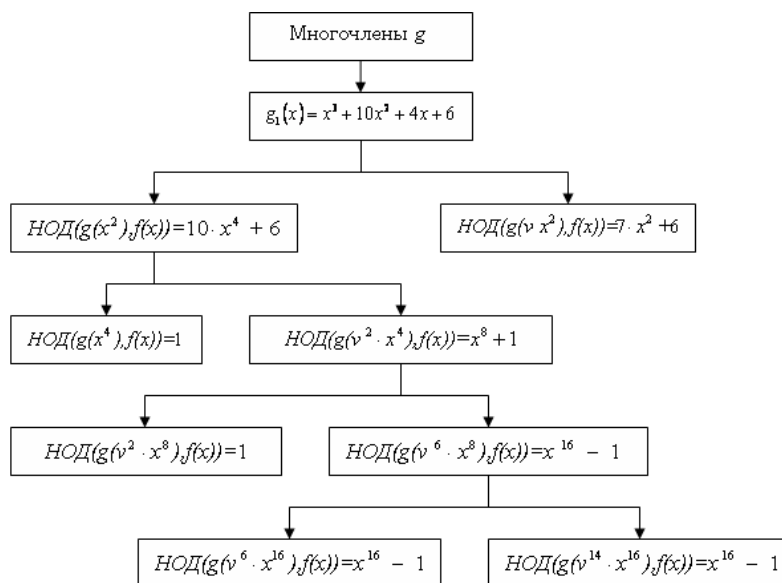 Многочлены g
g₁(x) = x³ + 10x² + 4x + 6
НОД(g(x²),f(x))=10· x⁴ + 6
НОД(g(v x²),f(x))=7· x²+6
НОД(g(x⁴),f(x))=1
НОД(g(v² · x⁴),f(x))=x⁸ + 1
НОД(g(v² · x⁸),f(x))=1
НОД(g(v⁶ · x⁸),f(x))=x¹⁶ − 1
НОД(g(v⁶ · x¹⁶),f(x))=x¹⁶ − 1
НОД(g(v¹⁴ · x¹⁶),f(x))=x¹⁶ − 1